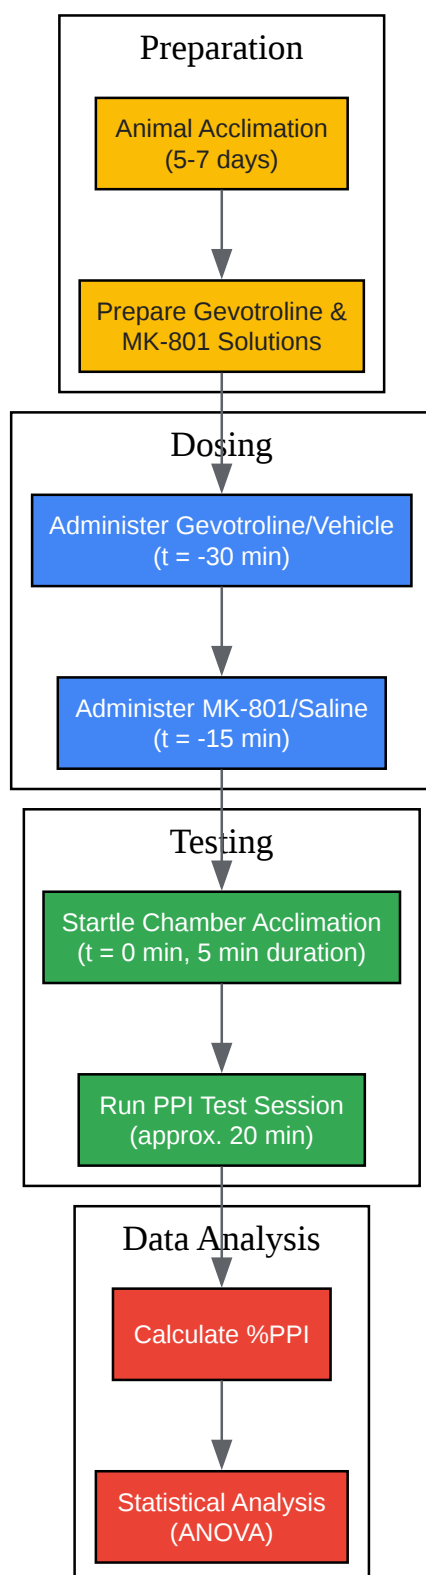 Preparation
Animal Acclimation
(5-7 days)
Prepare Gevotroline &
MK-801 Solutions
Dosing
Administer Gevotroline/Vehicle
(t = -30 min)
Administer MK-801/Saline
(t = -15 min)
Testing
Startle Chamber Acclimation
(t = 0 min, 5 min duration)
Run PPI Test Session
(approx. 20 min)
Data Analysis
Calculate %PPI
Statistical Analysis
(ANOVA)